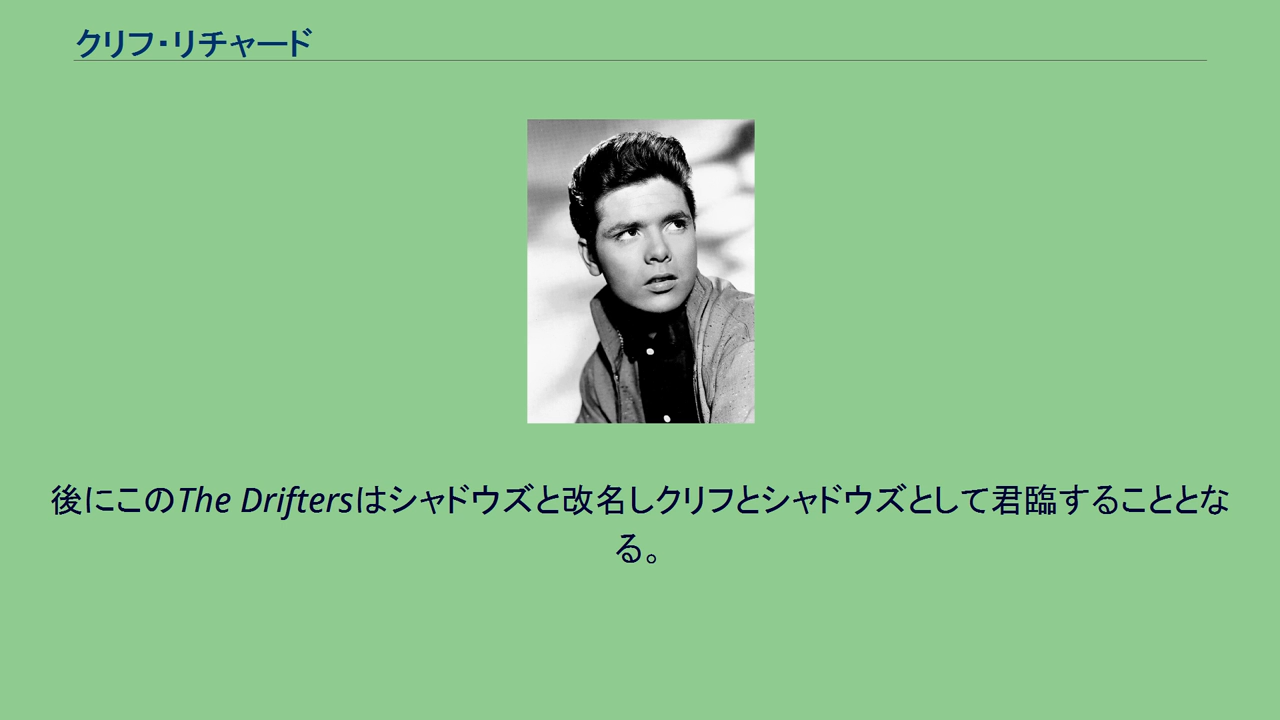 クリフ・リチャード
後にこのThe Driftersはシャドウズと改名しクリフとシャドウズとして君臨することとな
る。